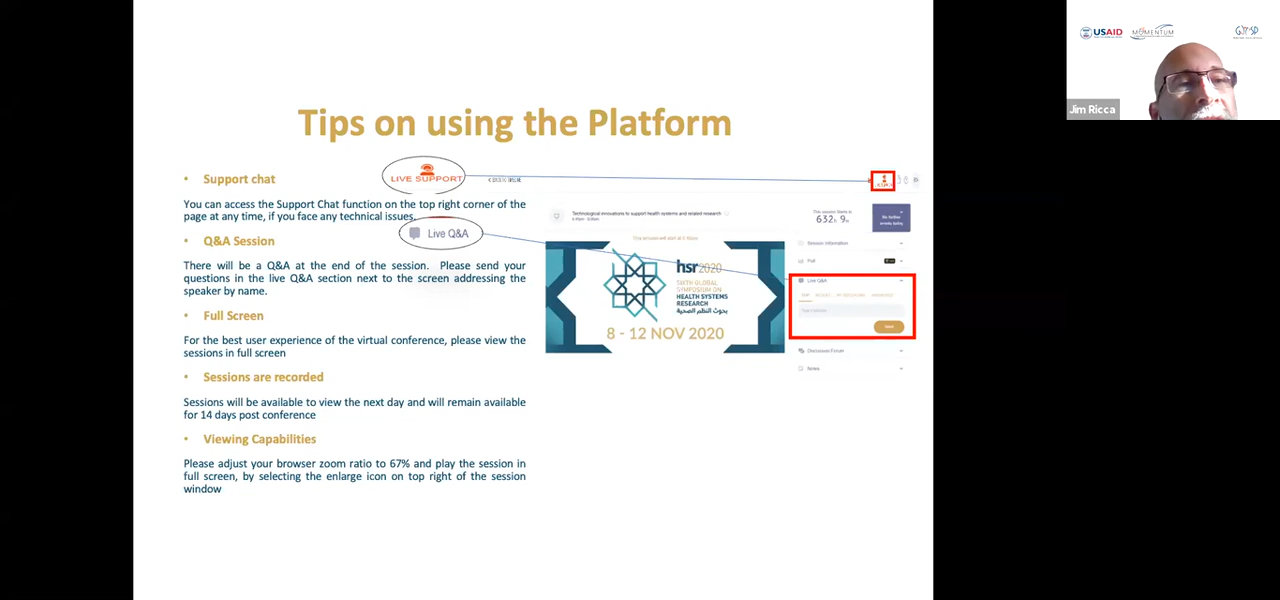 USAID
MOMENTUM
Jim Ricca
Tips on using the Platform
• Support chat
You can access the Support Chat function on the top right corner of the
page at any time, if you face any technical issues.
• Q&A Session
There will be a Q&A at the end of the session. Please send your
questions in the live Q&A section next to the screen addressing the
speaker by name.
• Full Screen
For the best user experience of the virtual conference, please view the
sessions in full screen
• Sessions are recorded
Sessions will be available to view the next day and will remain available
for 14 days post conference
• Viewing Capabilities
Please adjust your browser zoom ratio to 67% and play the session in
full screen, by selecting the enlarge icon on top right of the session
window
LIVE SUPPORT
Live Q&A
Technological innovations to support health systems and related research
This session starts in
632h 9m
hsr2020
SIXTH GLOBAL
SYMPOSIUM ON
HEALTH SYSTEMS
RESEARCH
بحوث النظم الصحية
8 - 12 NOV 2020
Session Information
Poll
Live Q&A
Send
Discussion Forum
Notes